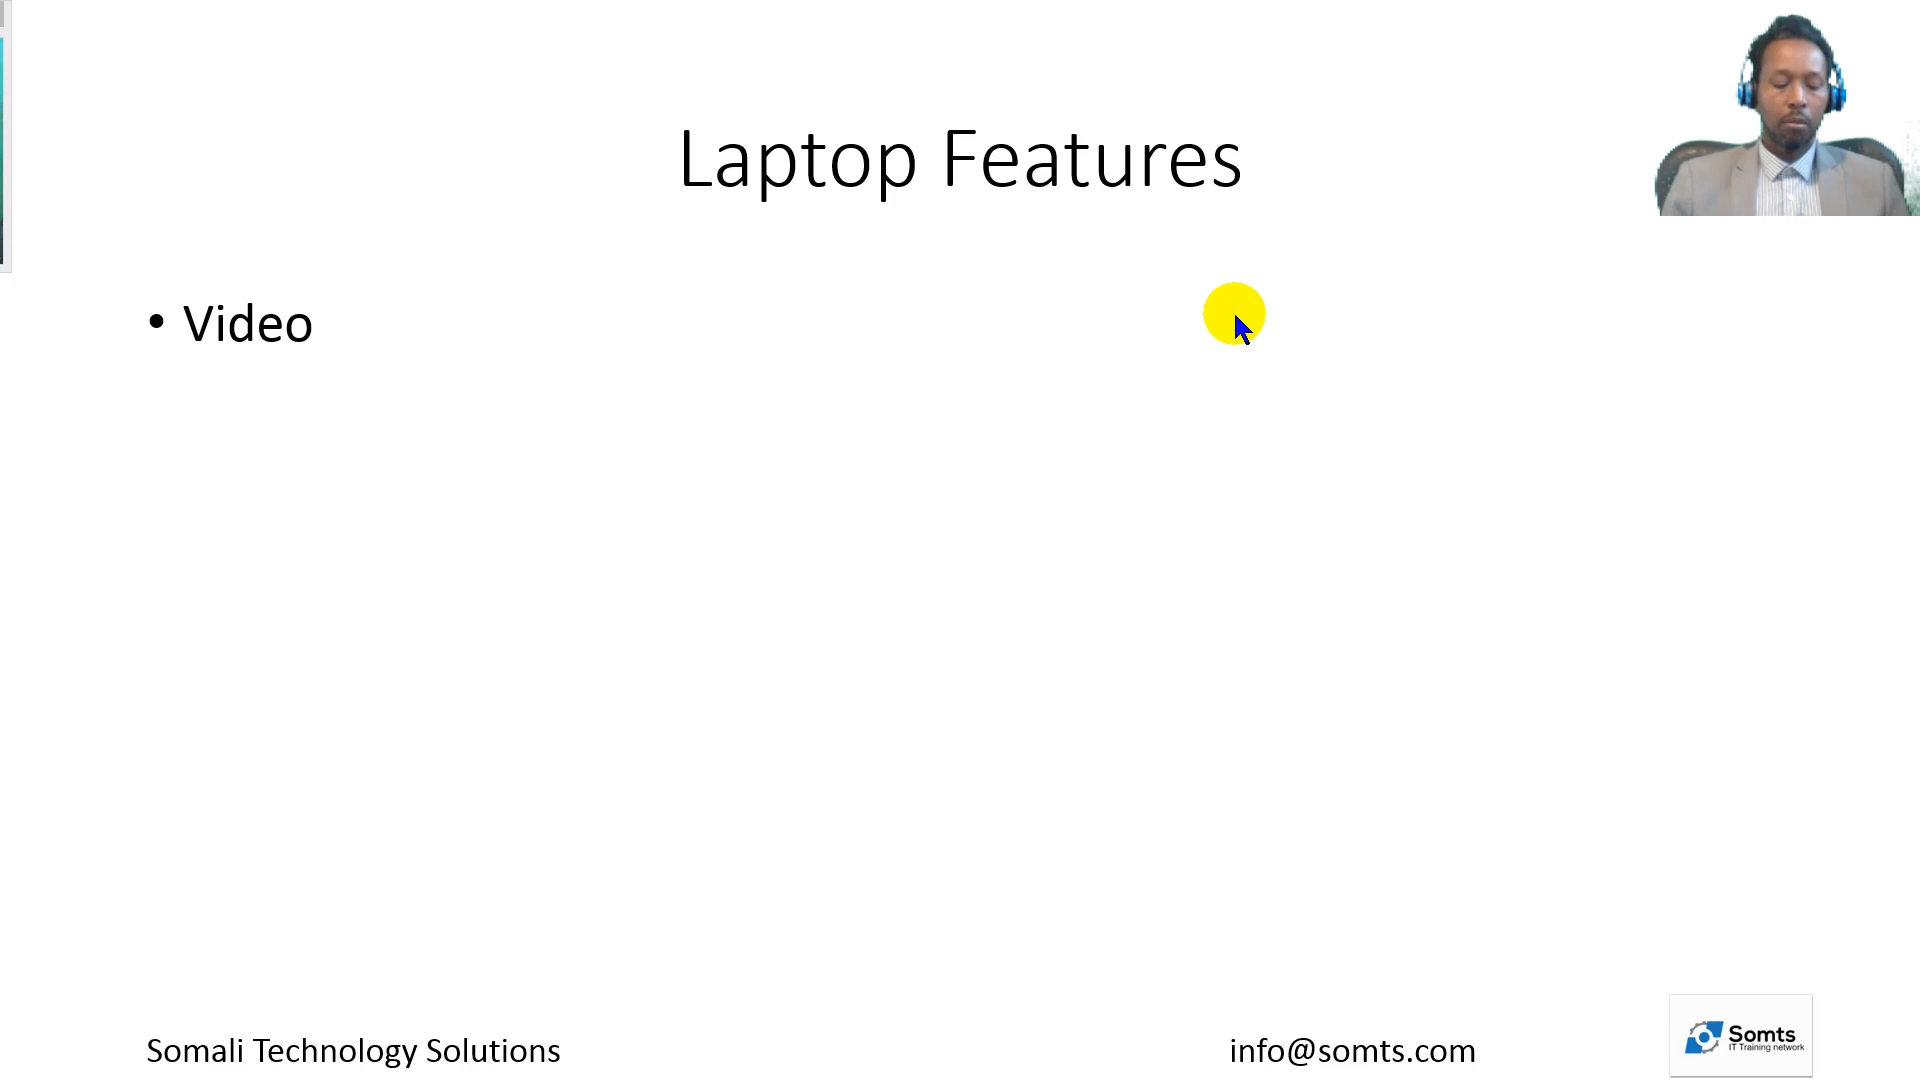 Laptop Features
• Video
Somali Technology Solutions
info@somts.com
Somts
IT Training network